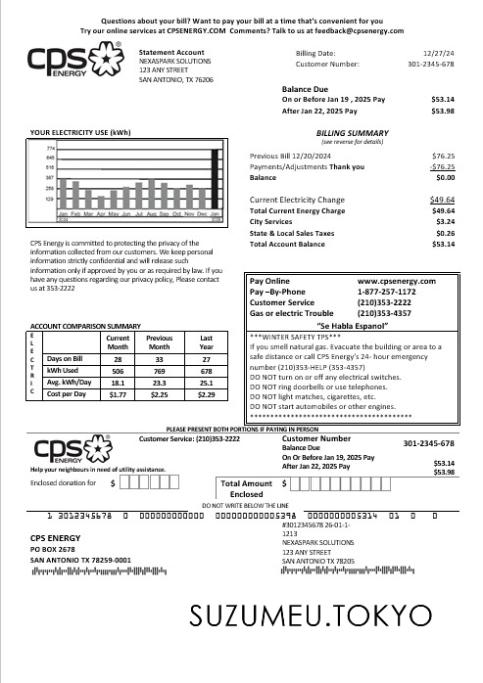 Questions about your bill? Want to pay your bill at a time that's convenient for you
Try our online services at CPSENERGY.COM Comments? Talk to us at feedback@cpsenergy.com
cps
ENERGY
Statement Account
NEXASPARK SOLUTIONS
123 ANY STREET
SAN ANTONIO, TX 76206
Billing Date: 12/27/24
Customer Number: 301-2345-678
Balance Due
On or Before Jan 19 , 2025 Pay $53.14
After Jan 22, 2025 Pay $53.98
YOUR ELECTRICITY USE (kWh)
774
645
516
387
258
129
Jan Feb Mar Apr May Jun July Aug Sep Oct Nov Dec Jan
BILLING SUMMARY
(see reverse for details)
Previous Bill 12/20/2024 $76.25
Payments/Adjustments Thank you -$76.25
Balance $0.00
Current Electricity Change $49.64
Total Current Energy Charge $49.64
City Services $3.24
State & Local Sales Taxes $0.26
Total Account Balance $53.14
CPS Energy is committed to protecting the privacy of the
information collected from our customers. We keep personal
information strictly confidential and will release such
information only if approved by you or as required by law. If you
have any questions regarding our privacy policy, Please contact
us at 353-2222
Pay Online www.cpsenergy.com
Pay –By-Phone 1-877-257-1172
Customer Service (210)353-2222
Gas or electric Trouble (210)353-4357
"Se Habla Espanol"
***WINTER SAFETY TPS***
If you smell natural gas. Evacuate the building or area to a
safe distance or call CPS Energy's 24- hour emergency
number (210)353-HELP (353-4357)
DO NOT turn on or off any electrical switches.
DO NOT ring doorbells or use telephones.
DO NOT light matches, cigarettes, etc.
DO NOT start automobiles or other engines.
ACCOUNT COMPARISON SUMMARY
ELECTRIC
Current Month Previous Month Last Year
Days on Bill 28 33 27
kWh Used 506 769 678
Avg. kWh/Day 18.1 23.3 25.1
Cost per Day $1.77 $2.25 $2.29
PLEASE PRESENT BOTH PORTIONS IF PAYING IN PERSON
cps
ENERGY
Customer Service: (210)353-2222
Customer Number 301-2345-678
Balance Due
On Or Before Jan 19, 2025 Pay $53.14
After Jan 22, 2025 Pay $53.98
Help your neighbours in need of utility assistance.
Enclosed donation for $
Total Amount Enclosed $
DO NOT WRITE BELOW THE LINE
#3012345678 26-01-1-
1213
NEXASPARK SOLUTIONS
123 ANY STREET
SAN ANTONIO TX 78205
CPS ENERGY
PO BOX 2678
SAN ANTONIO TX 78259-0001
SUZUMEU.TOKYO